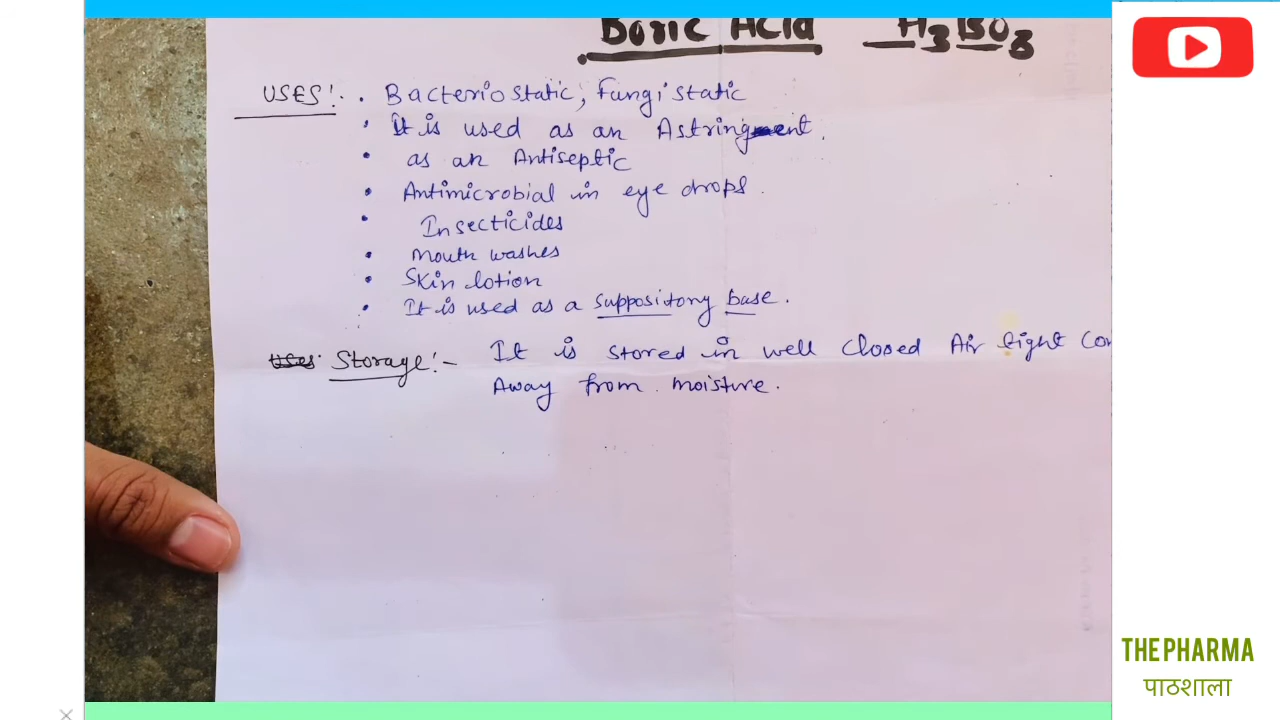 Boric Acid H3BO3
USES:- • Bacteriostatic, Fungistatic
• It is used as an Astringent.
• as an Antiseptic
• Antimicrobial in eye drops.
• Insecticides
• Mouth washes
• Skin lotion
• It is used as a suppository base.
Uses Storage:- It is stored in well closed Air tight Con
Away from moisture.
THE PHARMA
पाठशाला